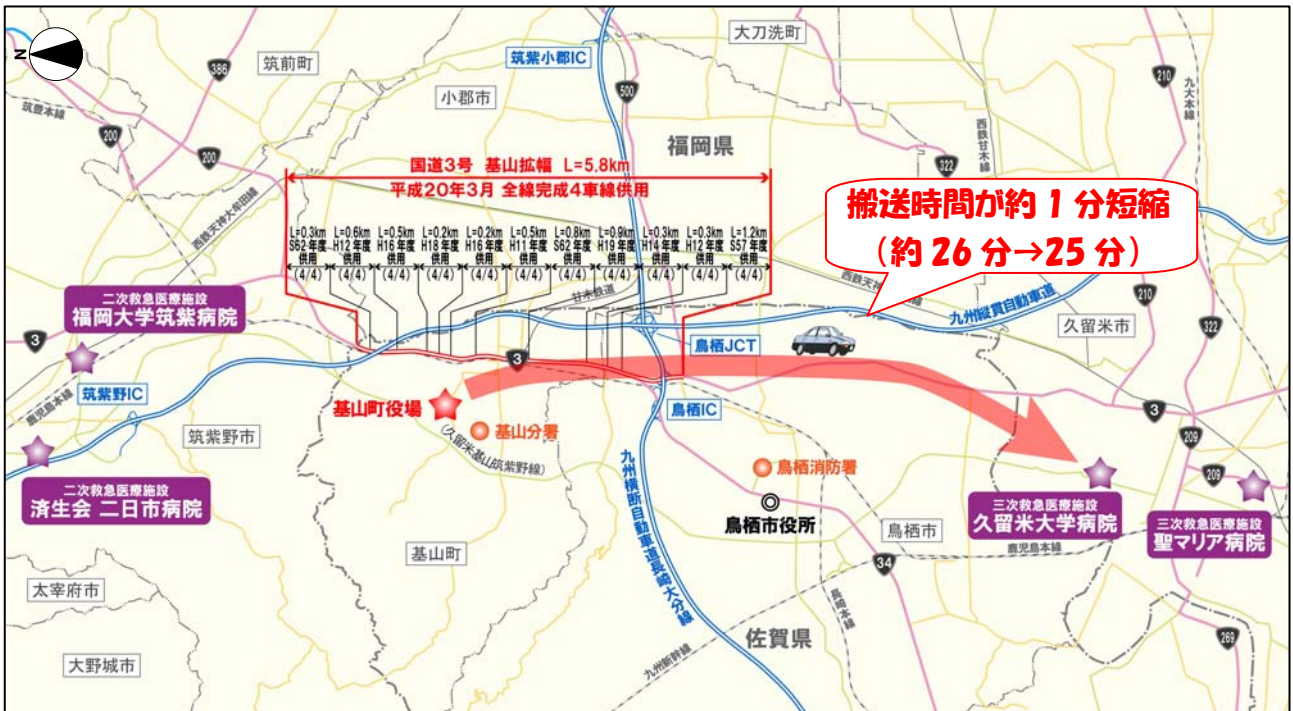 N
386
筑前町
筑紫小郡IC
大刀洗町
210
九大本線
筑豊本線
200
小郡市
500
西鉄甘木線
200
福岡県
322
西鉄天神大牟田線
国道3号 基山拡幅 L=5.8km
平成20年3月 全線完成4車線供用
搬送時間が約1分短縮
(約26分→25分)
L=0.3km
S62年度
供用
(4/4)
L=0.6km
H12年度
供用
(4/4)
L=0.5km
H16年度
供用
(4/4)
L=0.2km
H18年度
供用
(4/4)
L=0.2km
H16年度
供用
(4/4)
L=0.5km
H11年度
供用
(4/4)
L=0.8km
S62年度
供用
(4/4)
L=0.9km
H19年度
供用
(4/4)
L=0.3km
H14年度
供用
(4/4)
L=0.3km
H12年度
供用
(4/4)
L=1.2km
S57年度
供用
(4/4)
甘木鉄道
西鉄天神
線
九州縦貫自動車道
210
久留米市
322
二次救急医療施設
福岡大学筑紫病院
3
鳥栖JCT
3
筑紫野IC
鹿児島本線
基山町役場
鳥栖IC
3
筑紫野市
(久留米基山筑紫野線)
基山分署
209
二次救急医療施設
済生会 二日市病院
九州横断自動車道長崎大分線
鳥栖消防署
209
鳥栖市役所
鳥栖市
三次救急医療施設
久留米大学病院
三次救急医療施設
聖マリア病院
基山町
鹿児島本線
34
太宰府市
長崎本線
佐賀県
269
大野城市
九州新幹線